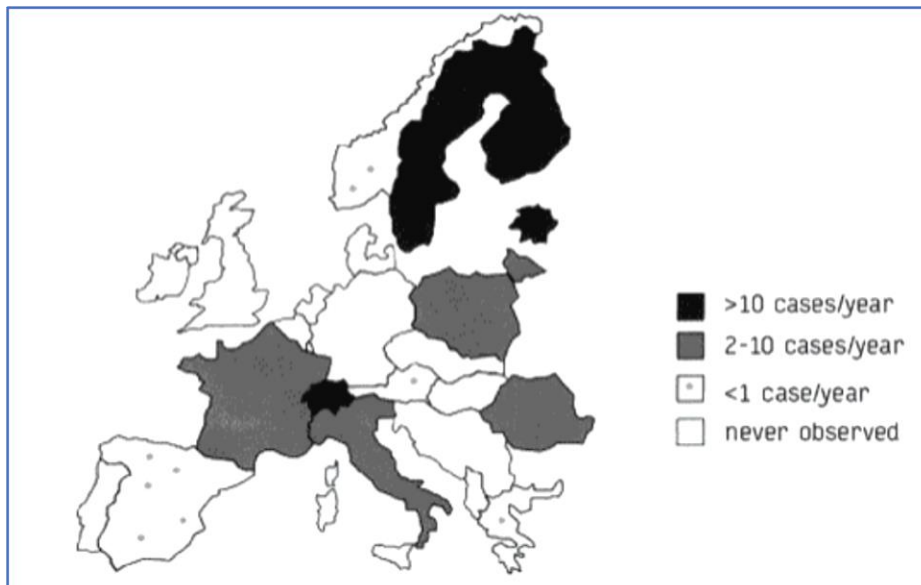 >10 cases/year
2-10 cases/year
<1 case/year
never observed